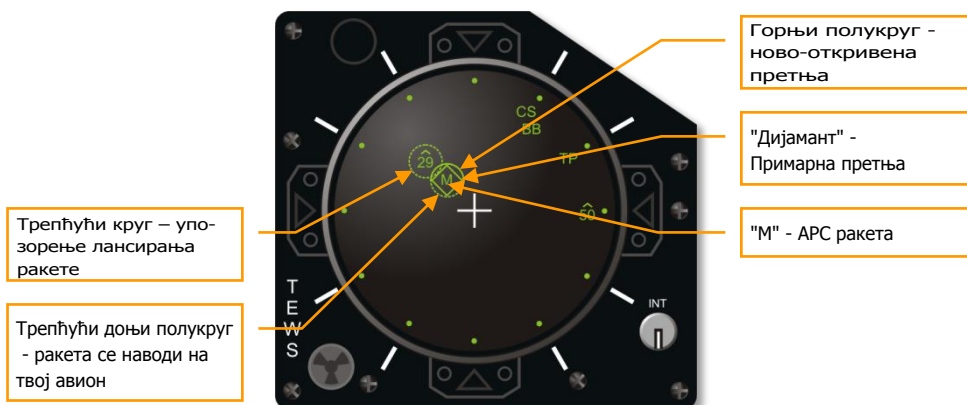 Горњи полукруг -
ново-откривена
претња
"Дијамант" -
Примарна претња
"М" - АРС ракета
Трепћући круг – упо-
зорење лансирања
ракете
Трепћући доњи полукруг
- ракета се наводи на
твој авион
CS
BB
TP
29
M
50
T
E
W
S
INT